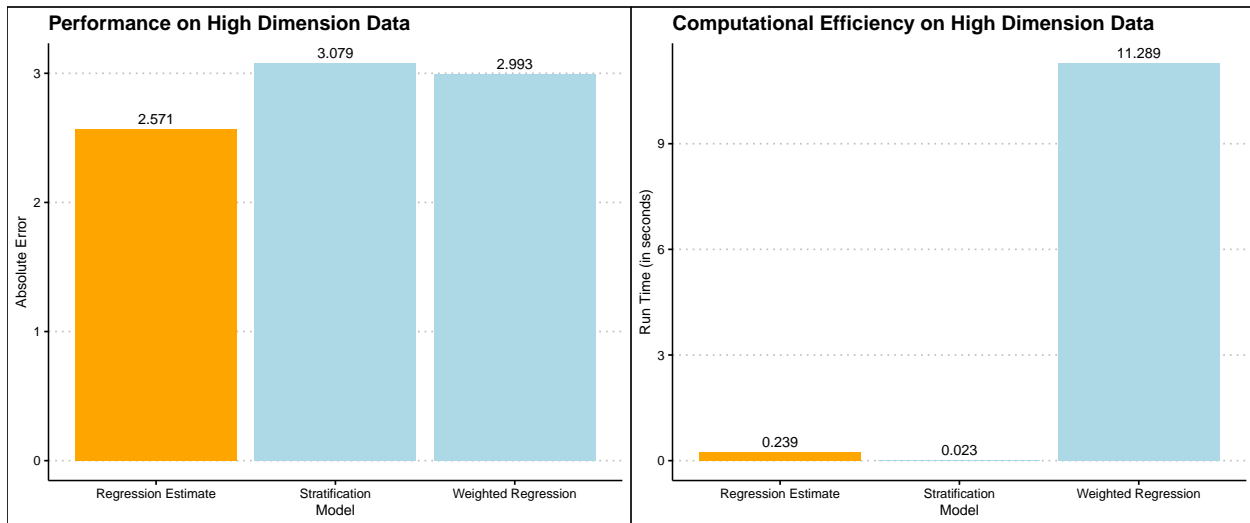 Performance on High Dimension Data
3.079
2.993
2.571
3
2
1
0
Absolute Error
Regression Estimate
Stratification
Weighted Regression
Model
Computational Efficiency on High Dimension Data
11.289
0.239
0.023
9
6
3
0
Run Time (in seconds)
Regression Estimate
Stratification
Weighted Regression
Model